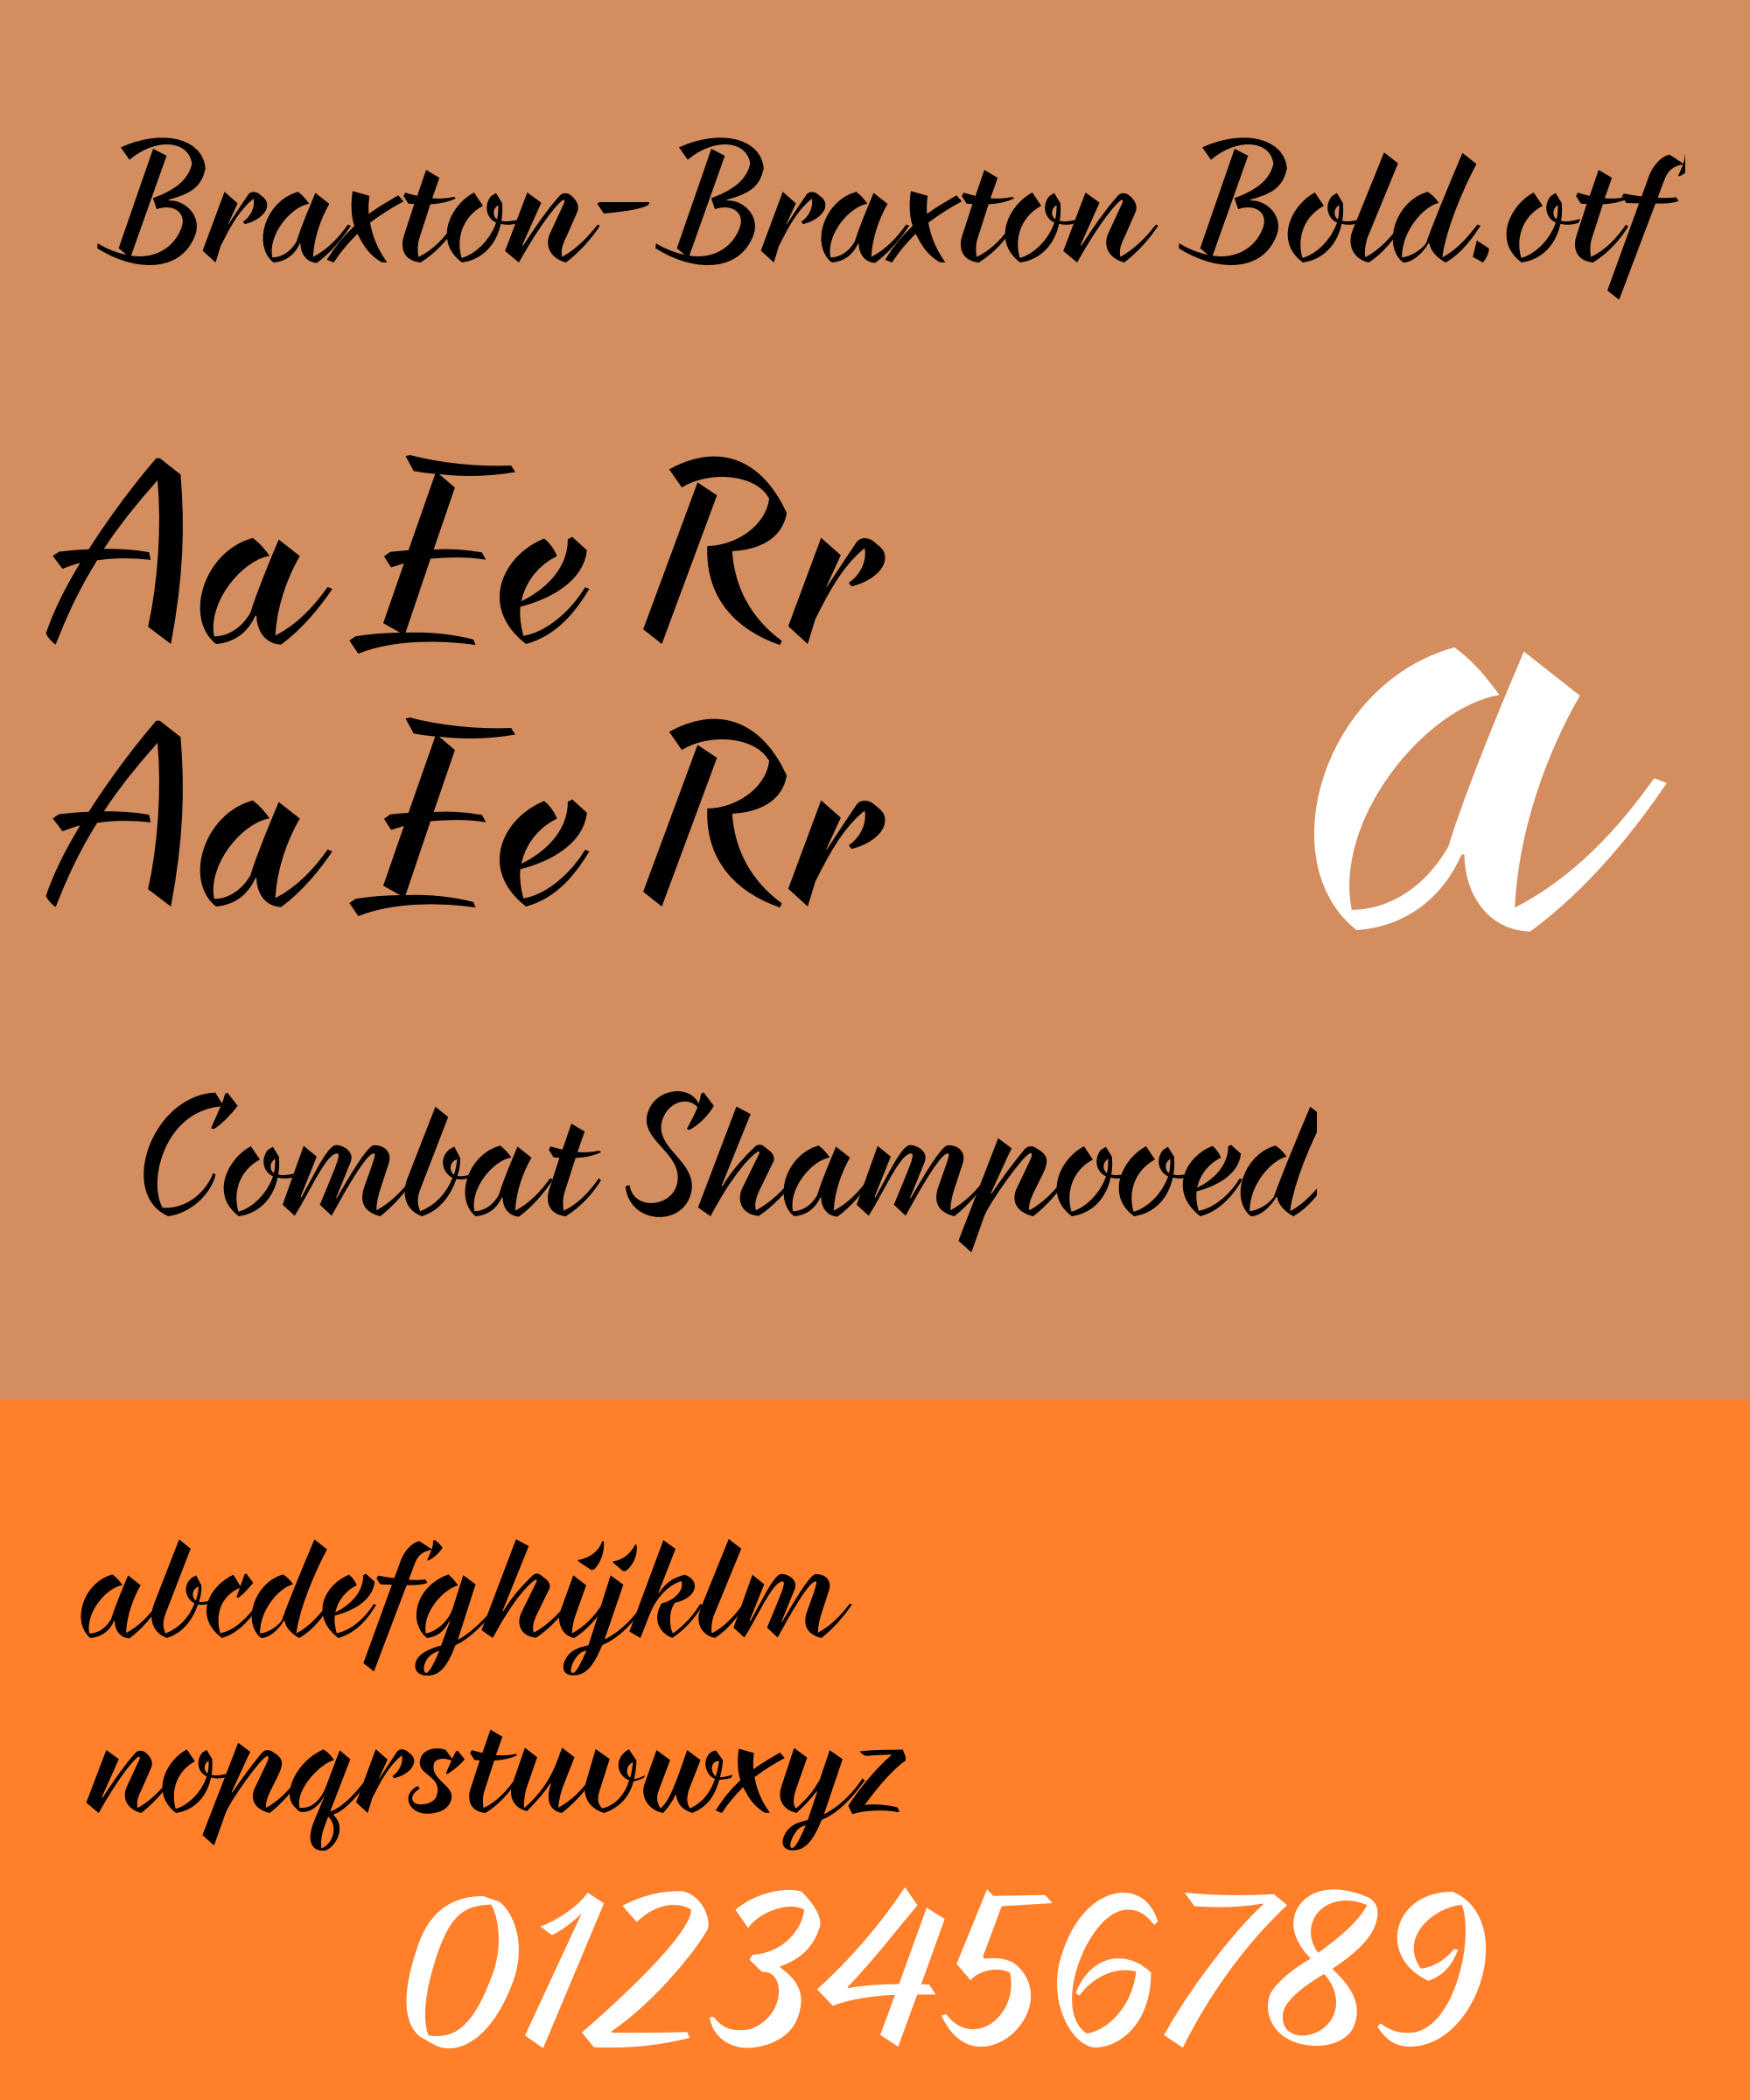 Braxton-Braxton Bold.otf
Aa Ee Rr
Aa Ee Rr
a
Combat Shampooed
abcdefghijklm
nopqrstuvwxyz
0123456789